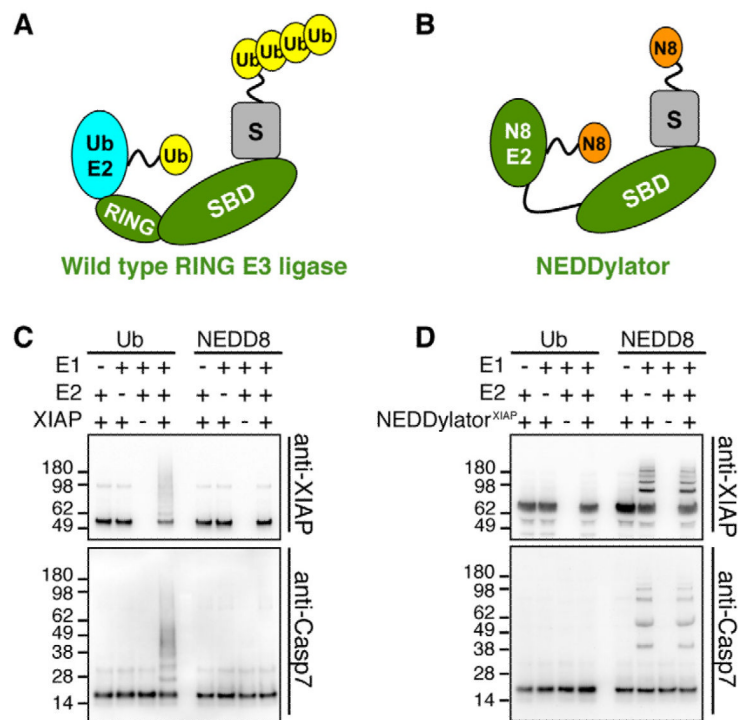 A
Ub Ub Ub Ub
S
Ub
E2
Ub
RING
SBD
Wild type RING E3 ligase
B
N8
S
N8
E2
N8
SBD
NEDDylator
C
Ub NEDD8
E1 - + + + - + + +
E2 + - + + + - + +
XIAP + + - + + + - +
180
98
62
49
anti-XIAP
180
98
62
49
38
28
14
anti-Casp7
D
Ub NEDD8
E1 - + + + - + + +
E2 + - + + + - + +
NEDDylatorXIAP + + - + + + - +
180
98
62
49
anti-XIAP
180
98
62
49
38
28
14
anti-Casp7